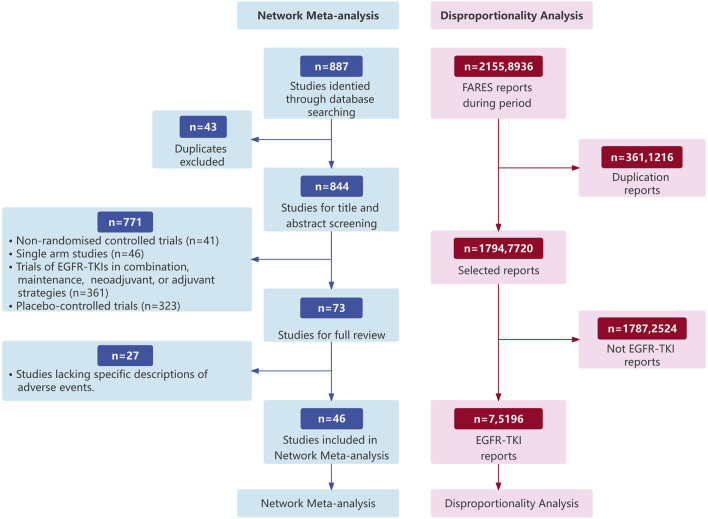 Network Meta-analysis
n=887
Studies identied
through database
searching
n=43
Duplicates
excluded
n=844
Studies for title and
abstract screening
n=771
• Non-randomised controlled trials (n=41)
• Single arm studies (n=46)
• Trials of EGFR-TKIs in combination,
maintenance, neoadjuvant, or adjuvant
strategies (n=361)
• Placebo-controlled trials (n=323)
n=73
Studies for full review
n=27
• Studies lacking specific descriptions of
adverse events.
n=46
Studies included in
Network Meta-analysis
Network Meta-analysis
Disproportionality Analysis
n=2155,8936
FARES reports
during period
n=361,1216
Duplication
reports
n=1794,7720
Selected reports
n=1787,2524
Not EGFR-TKI
reports
n=7,5196
EGFR-TKI
reports
Disproportionality Analysis